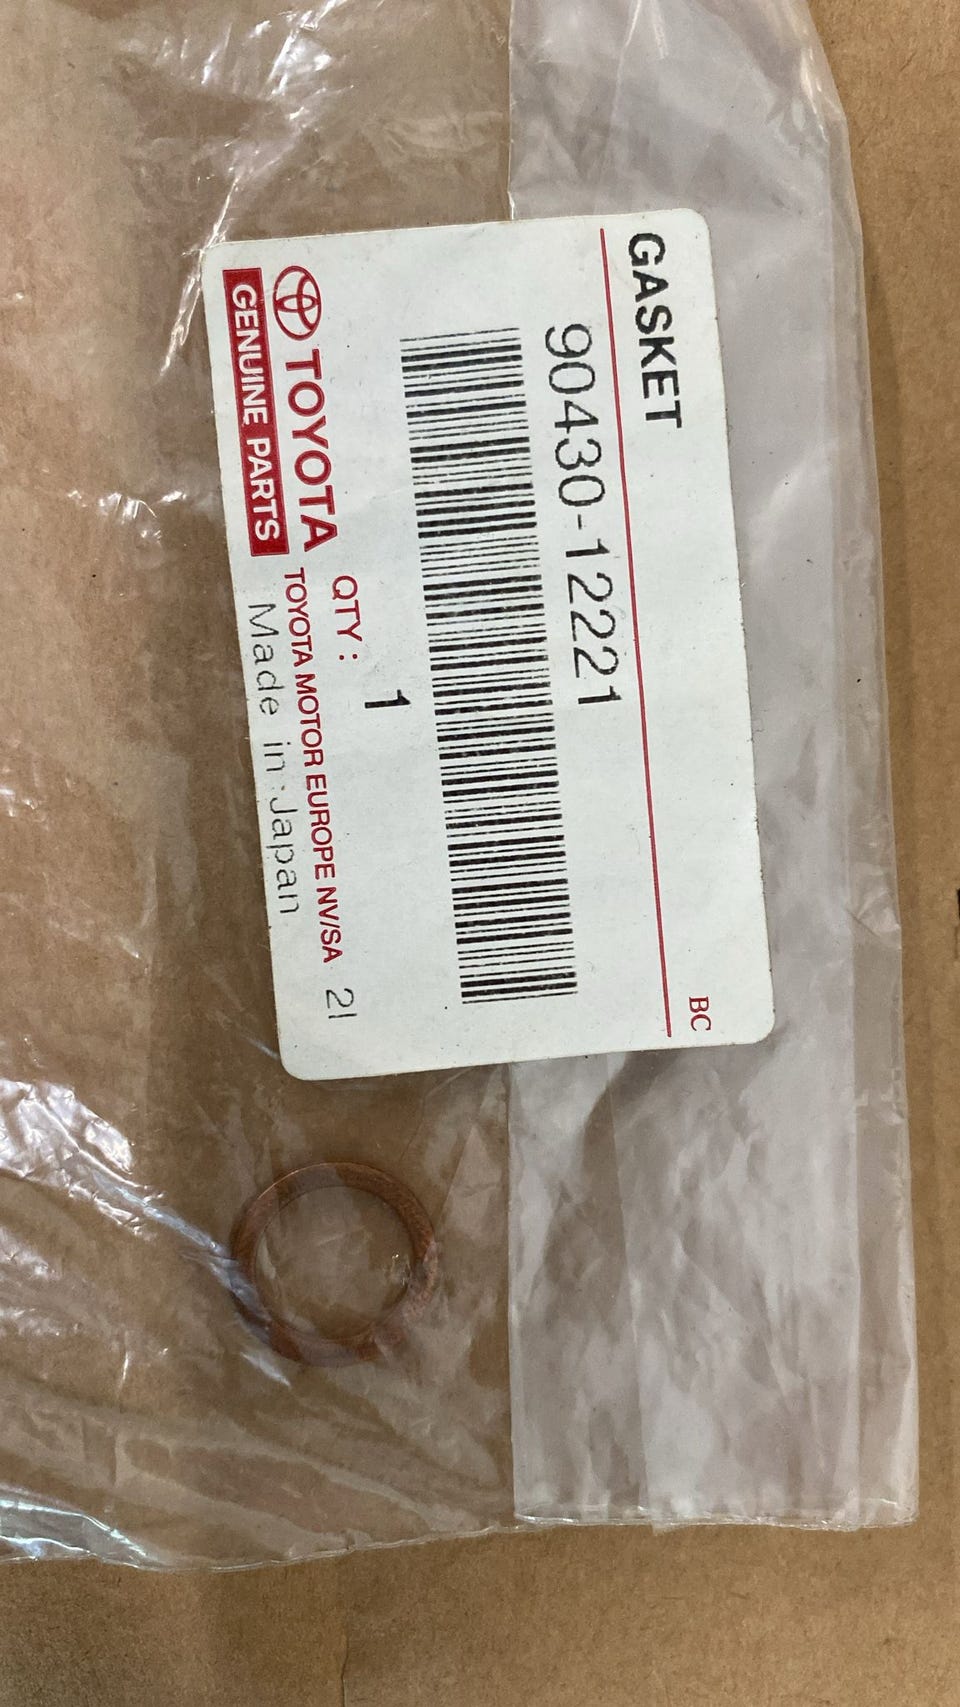 GASKET
BC
90430-12221
QTY : 1
TOYOTA
TOYOTA MOTOR EUROPE NV/SA 2I
GENUINE PARTS
Made in Japan